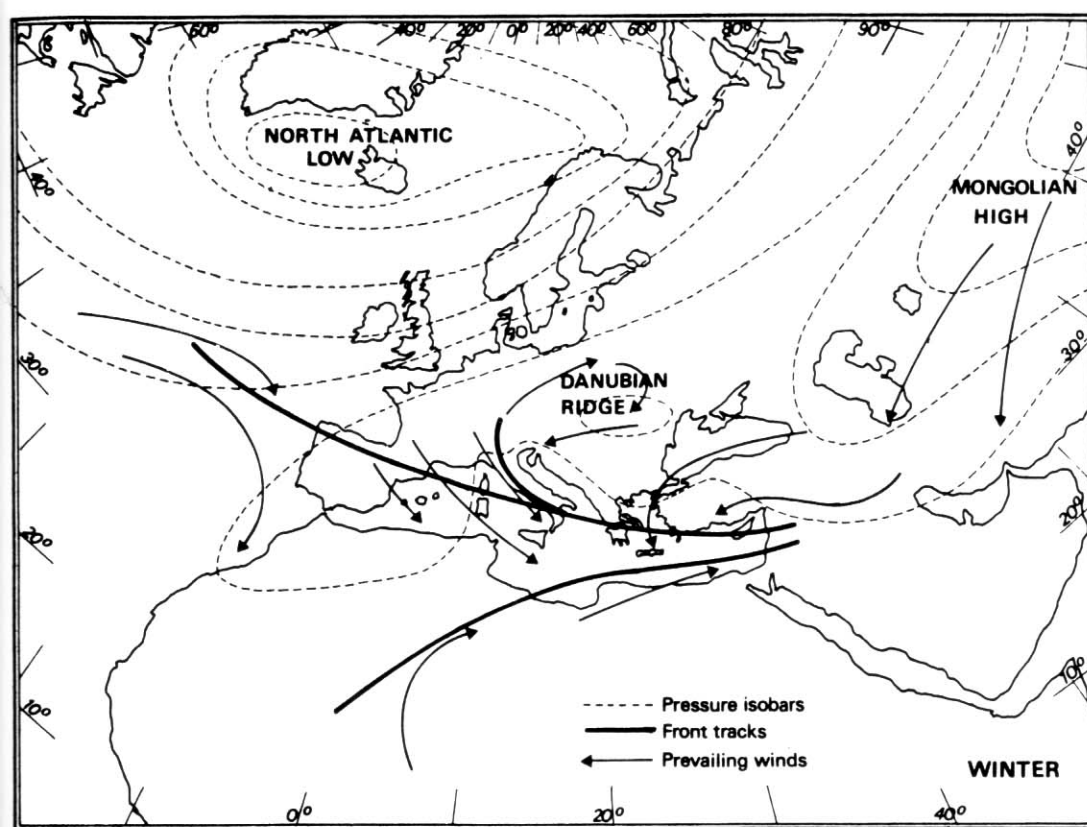 60°
40°
20°
0°
20°
40°
60°
80°
90°
NORTH ATLANTIC
LOW
40°
40°
MONGOLIAN
HIGH
30°
30°
DANUBIAN
RIDGE
20°
20°
10°
10°
Pressure isobars
Front tracks
Prevailing winds
WINTER
0°
20°
40°